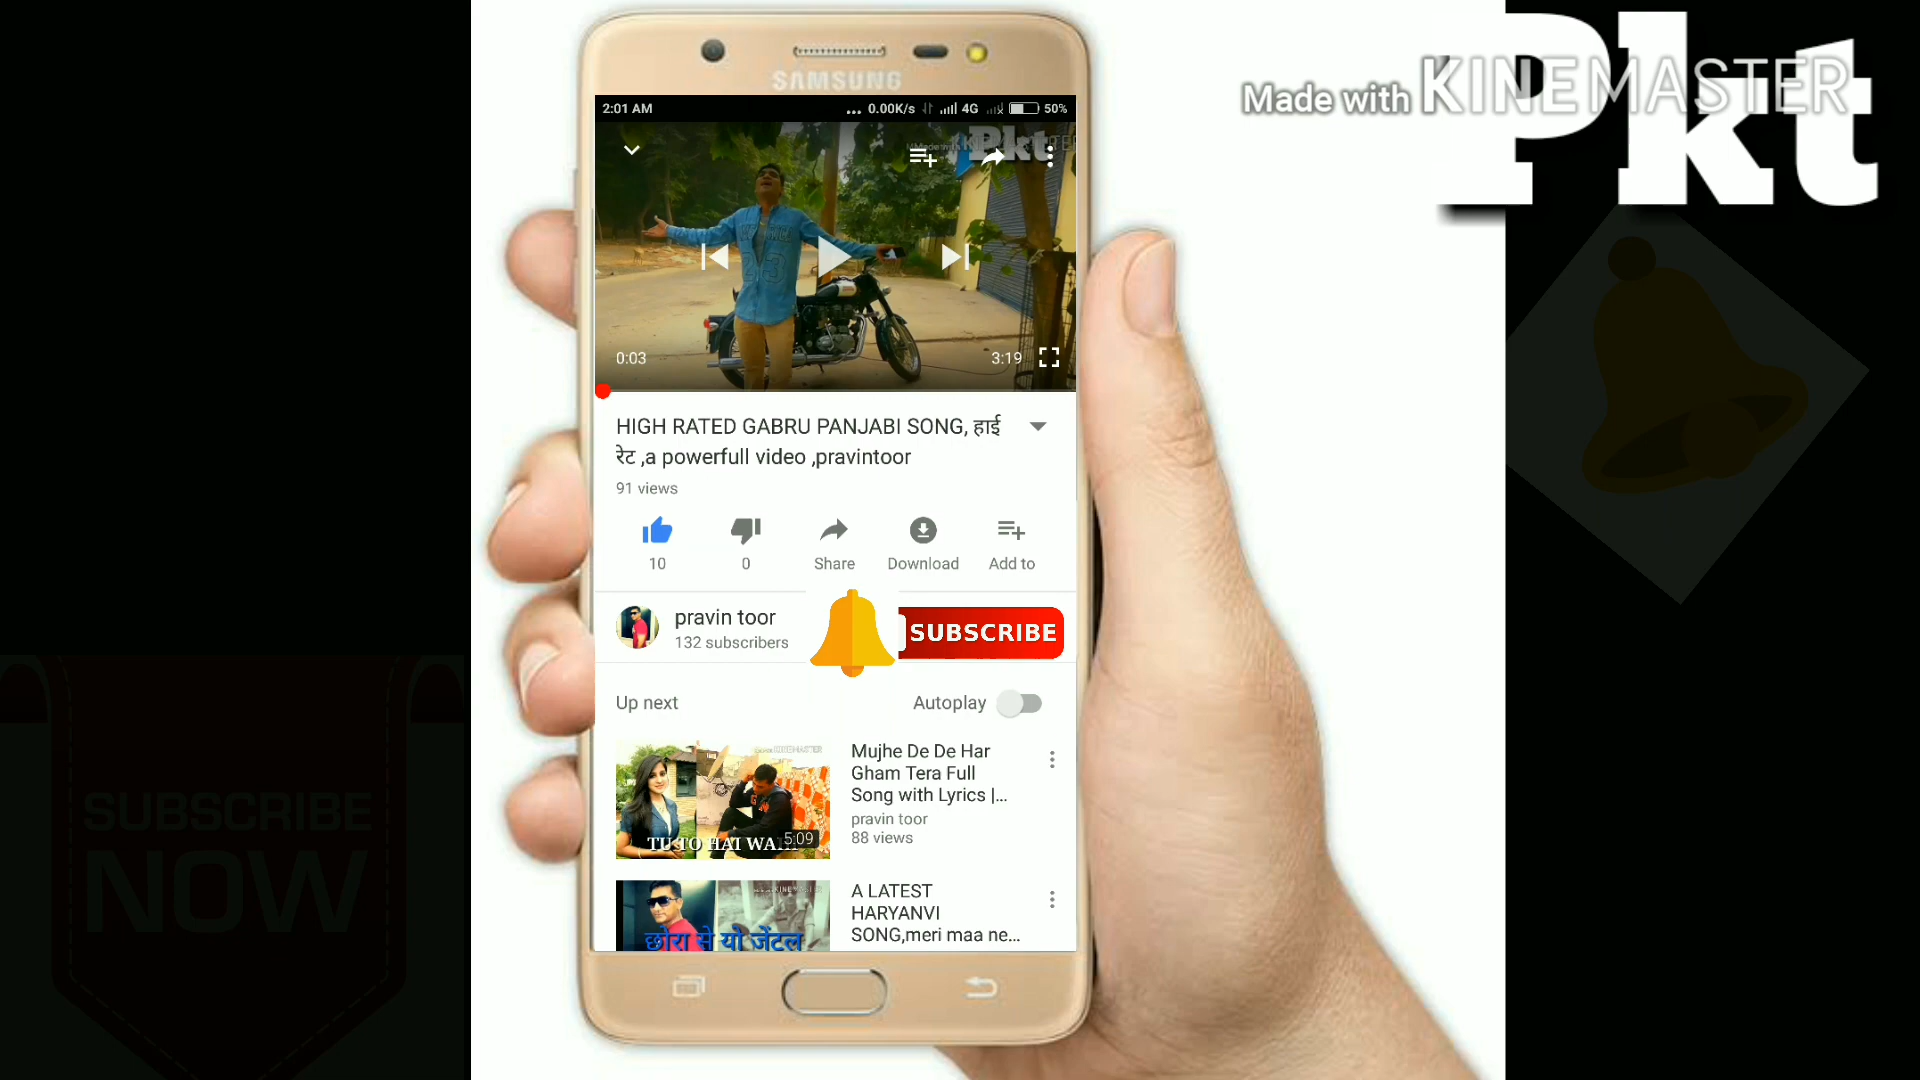 Pkt
Made with KINEMASTER
SAMSUNG
2:01 AM
... 0.00K/s 4G 50%
Pkt
0:03
3:19
HIGH RATED GABRU PANJABI SONG, हाई
रेट ,a powerfull video ,pravintoor
91 views
10
0
Share
Download
Add to
pravin toor
132 subscribers
SUBSCRIBE
Up next
Autoplay
Mujhe De De Har
Gham Tera Full
Song with Lyrics |...
pravin toor
88 views
KINEMASTER
TU TO HAI WA...
5:09
A LATEST
HARYANVI
SONG,meri maa ne...
छोरा से यो जेंटल
SUBSCRIBE
NOW